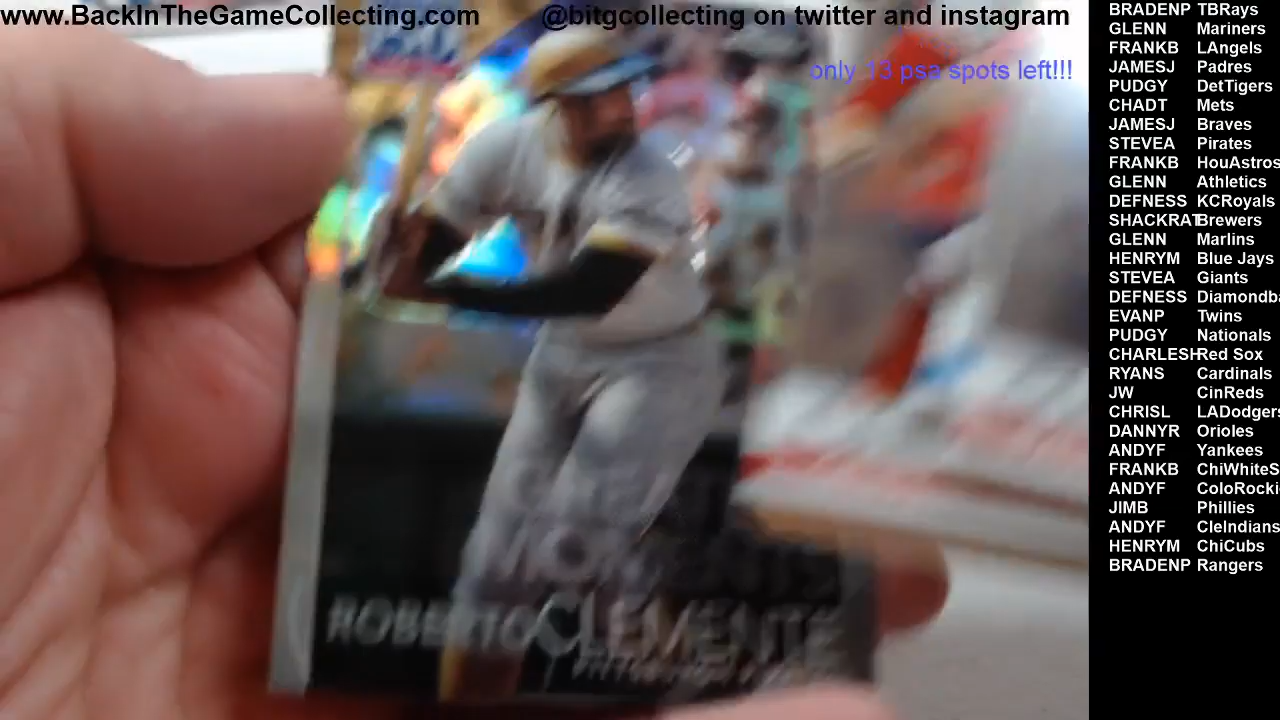 www.BackInTheGameCollecting.com @bitgcollecting on twitter and instagram
only 13 psa spots left!!!
GREAT
MOMENTS
ROBERTO CLEMENTE
BRADENP TBRays
GLENN Mariners
FRANKB LAngels
JAMESJ Padres
PUDGY DetTigers
CHADT Mets
JAMESJ Braves
STEVEA Pirates
FRANKB HouAstros
GLENN Athletics
DEFNESS KCRoyals
SHACKRAT Brewers
GLENN Marlins
HENRYM Blue Jays
STEVEA Giants
DEFNESS Diamondba
EVANP Twins
PUDGY Nationals
CHARLESH Red Sox
RYANS Cardinals
JW CinReds
CHRISL LADodgers
DANNYR Orioles
ANDYF Yankees
FRANKB ChiWhiteS
ANDYF ColoRocki
JIMB Phillies
ANDYF CleIndians
HENRYM ChiCubs
BRADENP Rangers